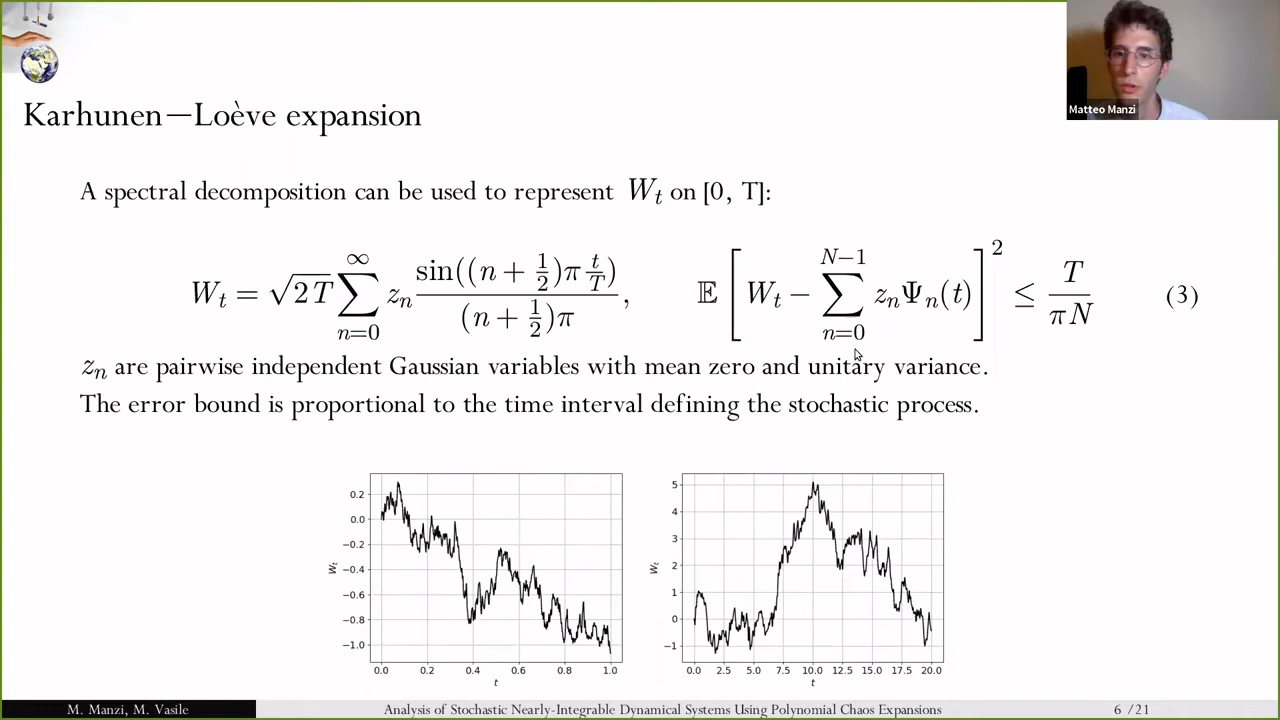 Matteo Manzi
Karhunen—Loève expansion
A spectral decomposition can be used to represent W_t on [0, T]:
W_t = √(2T) ∑_{n=0}^{∞} z_n sin((n + 1/2)π t/T) / ((n + 1/2)π), 𝔼[W_t − ∑_{n=0}^{N−1} z_n Ψ_n(t)]² ≤ T/(πN) (3)
z_n are pairwise independent Gaussian variables with mean zero and unitary variance.
The error bound is proportional to the time interval defining the stochastic process.
0.2
0.0
−0.2
−0.4
−0.6
−0.8
−1.0
W_t
0.0 0.2 0.4 0.6 0.8 1.0
t
5
4
3
2
1
0
−1
W_t
0.0 2.5 5.0 7.5 10.0 12.5 15.0 17.5 20.0
t
M. Manzi, M. Vasile Analysis of Stochastic Nearly-Integrable Dynamical Systems Using Polynomial Chaos Expansions 6 / 21